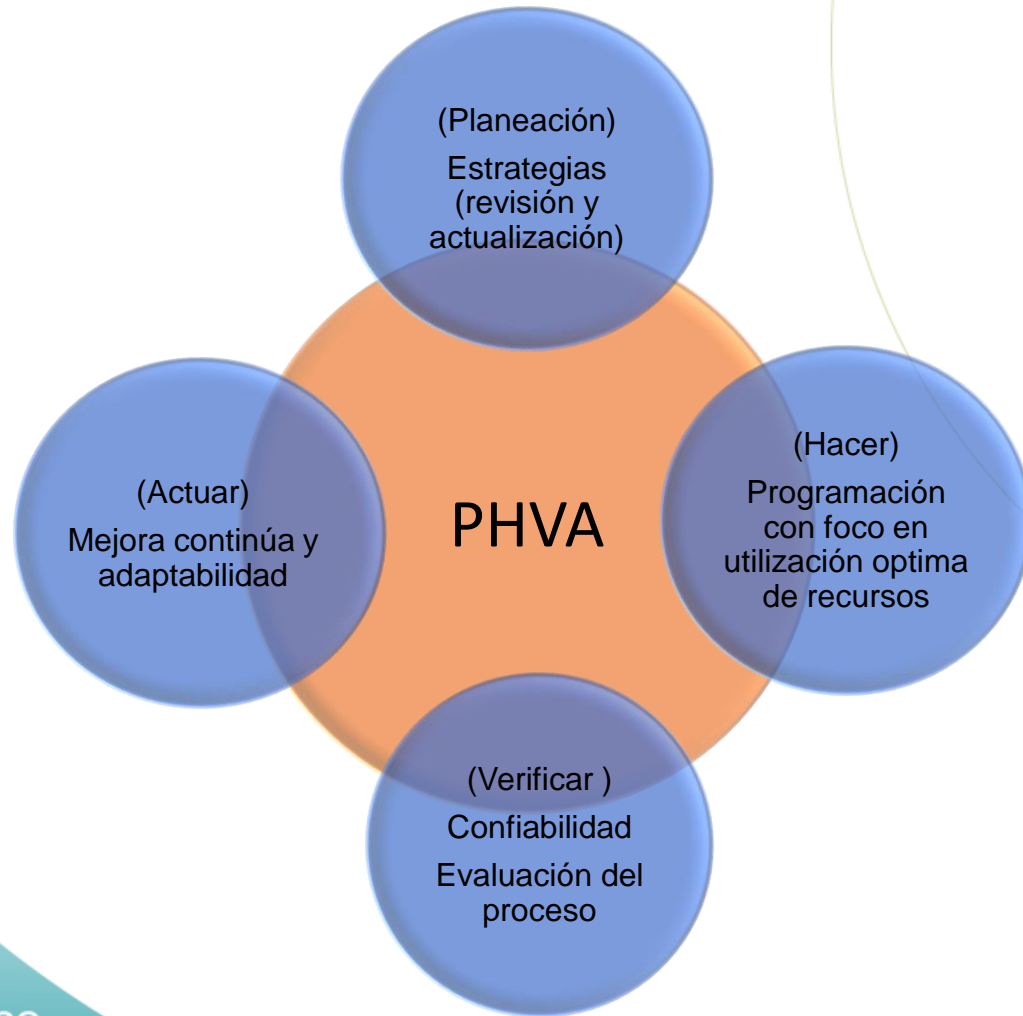 (Planeación)
Estrategias
(revisión y
actualización)
(Hacer)
Programación
con foco en
utilización optima
de recursos
PHVA
(Actuar)
Mejora continúa y
adaptabilidad
(Verificar )
Confiabilidad
Evaluación del
proceso